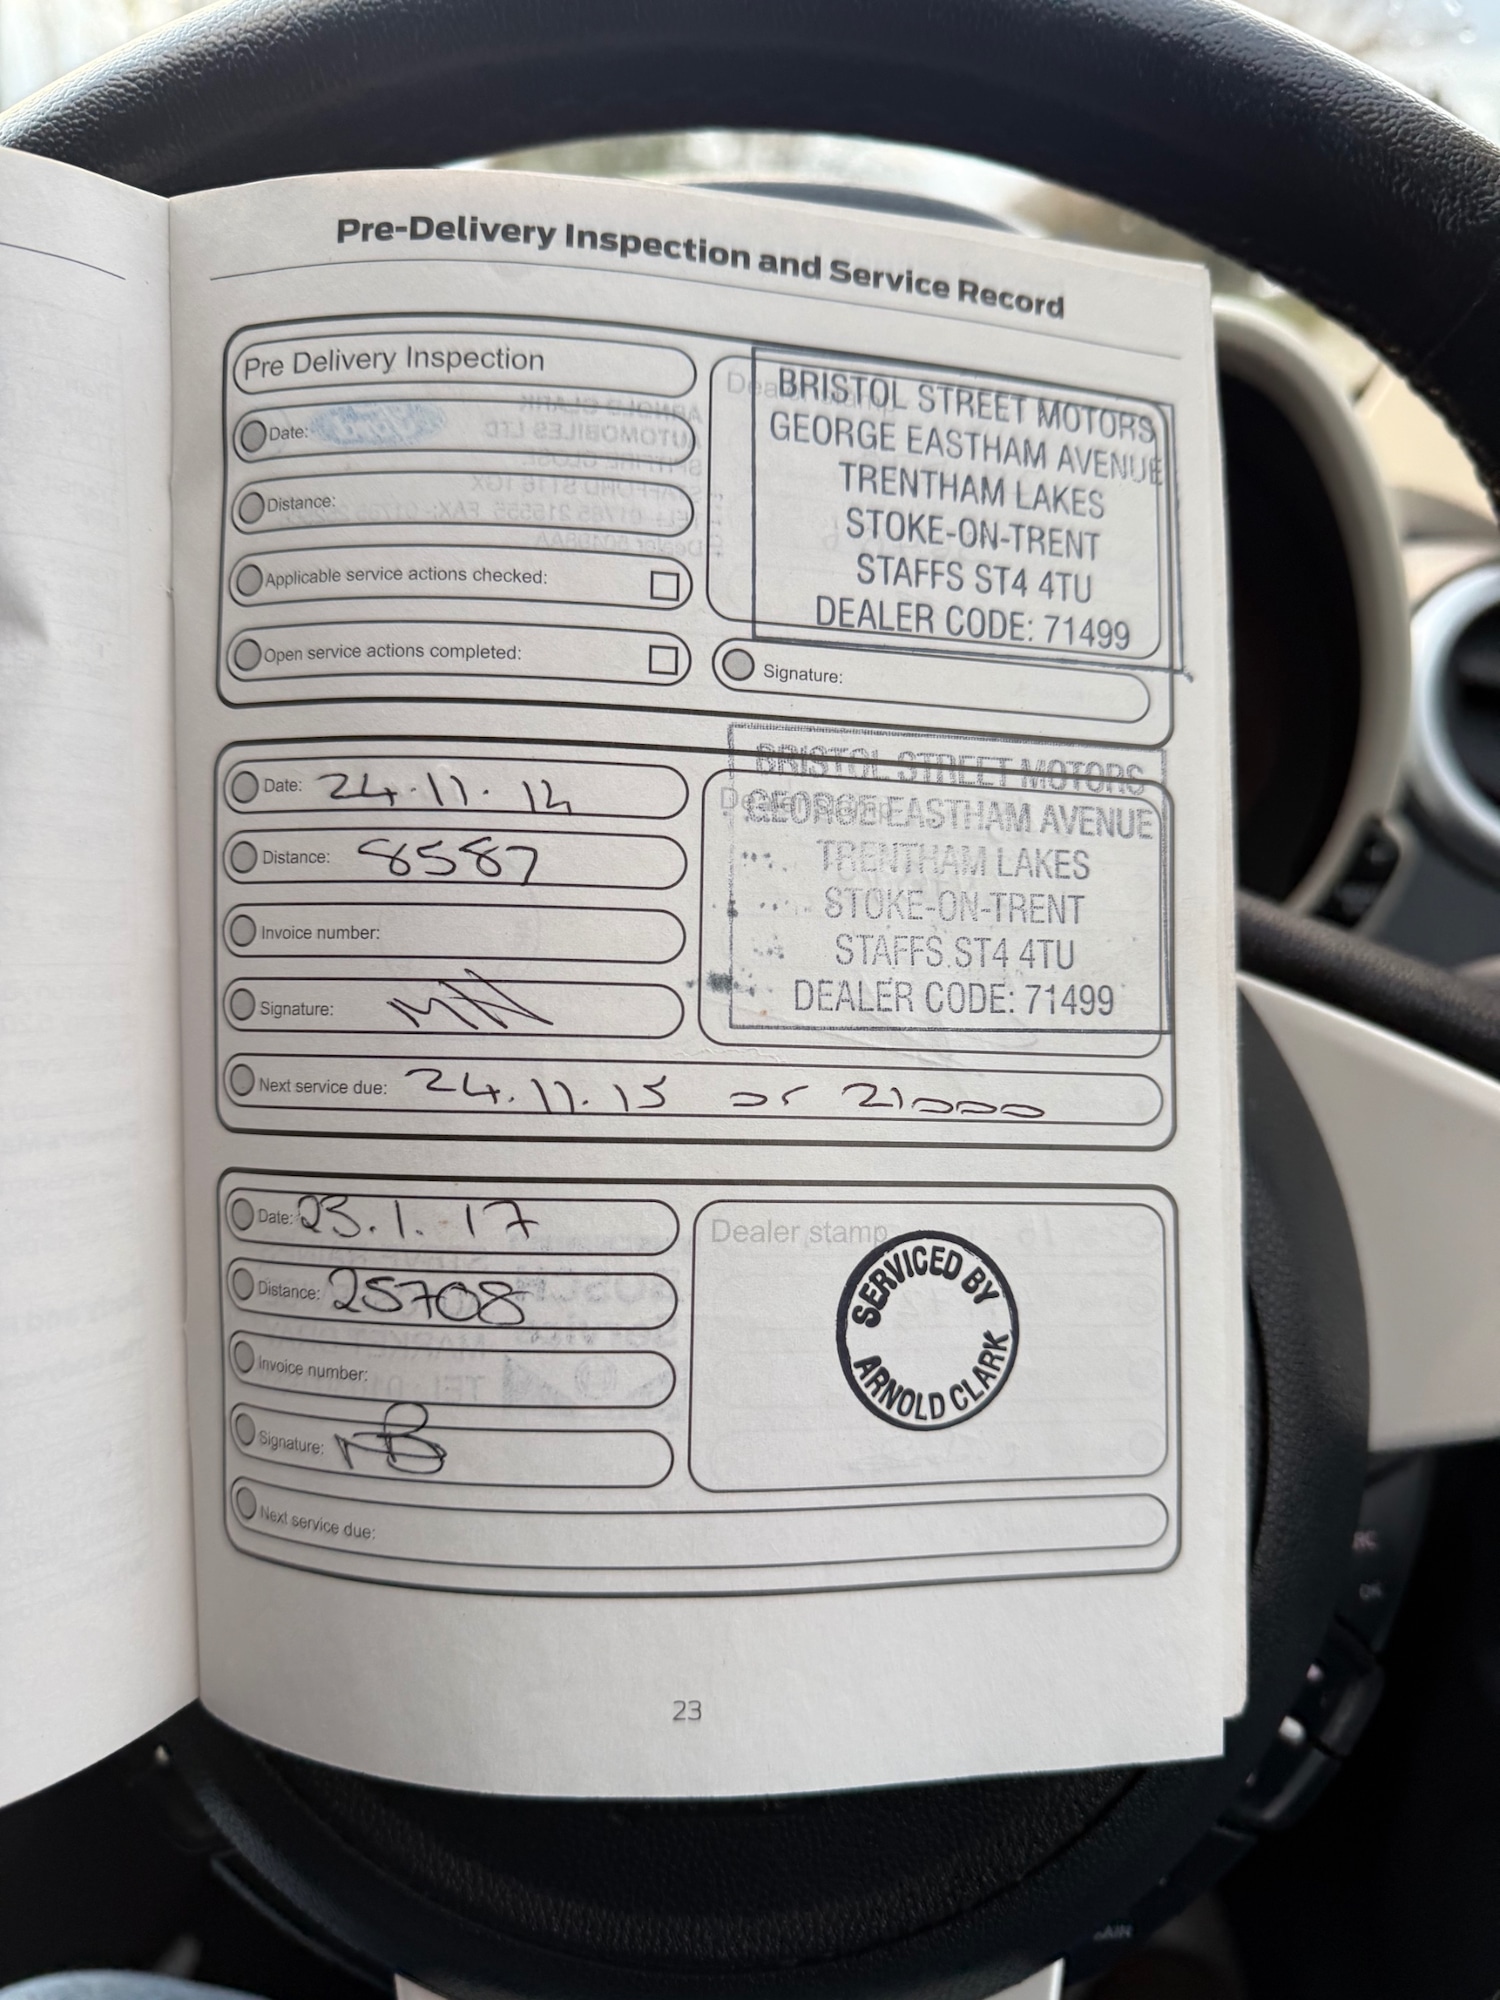 Pre-Delivery Inspection and Service Record
Pre Delivery Inspection
Date:
Distance:
Applicable service actions checked:
Open service actions completed:
Dealer stamp
BRISTOL STREET MOTORS
GEORGE EASTHAM AVENUE
TRENTHAM LAKES
STOKE-ON-TRENT
STAFFS ST4 4TU
DEALER CODE: 71499
Signature:
Date: 24.11.14
Distance: 8587
Invoice number:
Signature:
Dealer stamp
BRISTOL STREET MOTORS
GEORGE EASTHAM AVENUE
TRENTHAM LAKES
STOKE-ON-TRENT
STAFFS ST4 4TU
DEALER CODE: 71499
Next service due: 24.11.15 or 21000
Date: 23.1.17
Distance: 25708
Invoice number:
Signature:
Dealer stamp
SERVICED BY
ARNOLD CLARK
Next service due:
23